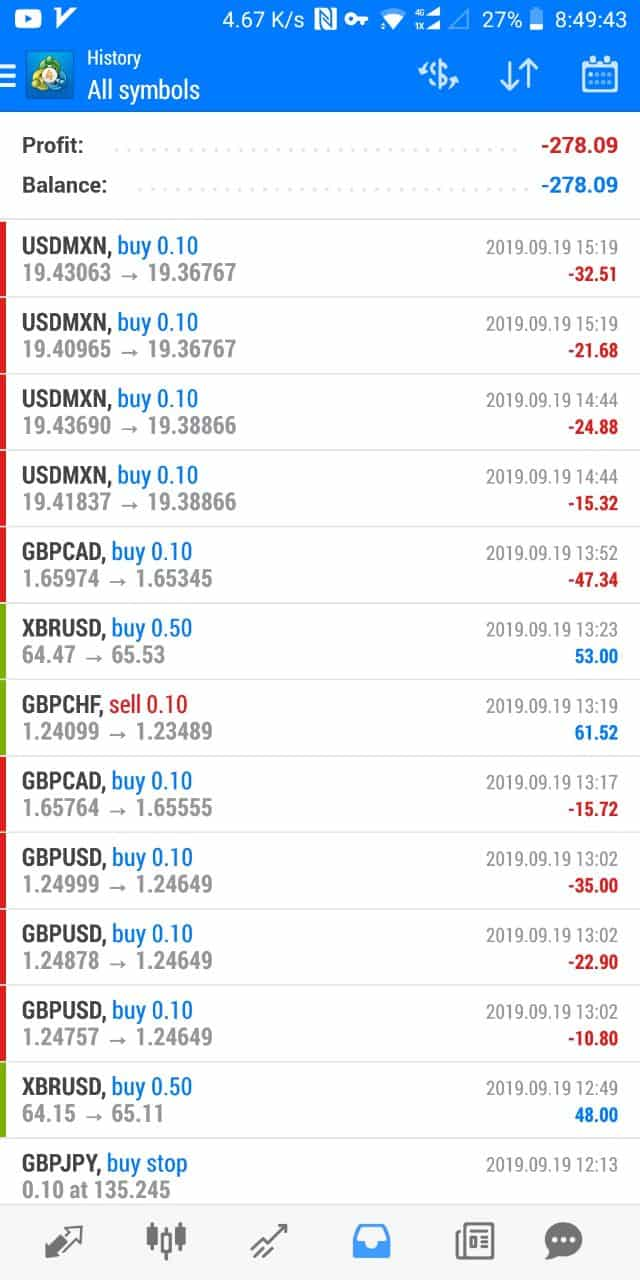 4.67 K/s 4G 1X 27% 8:49:43
History
All symbols
Profit: -278.09
Balance: -278.09
USDMXN, buy 0.10 2019.09.19 15:19
19.43063 → 19.36767 -32.51
USDMXN, buy 0.10 2019.09.19 15:19
19.40965 → 19.36767 -21.68
USDMXN, buy 0.10 2019.09.19 14:44
19.43690 → 19.38866 -24.88
USDMXN, buy 0.10 2019.09.19 14:44
19.41837 → 19.38866 -15.32
GBPCAD, buy 0.10 2019.09.19 13:52
1.65974 → 1.65345 -47.34
XBRUSD, buy 0.50 2019.09.19 13:23
64.47 → 65.53 53.00
GBPCHF, sell 0.10 2019.09.19 13:19
1.24099 → 1.23489 61.52
GBPCAD, buy 0.10 2019.09.19 13:17
1.65764 → 1.65555 -15.72
GBPUSD, buy 0.10 2019.09.19 13:02
1.24999 → 1.24649 -35.00
GBPUSD, buy 0.10 2019.09.19 13:02
1.24878 → 1.24649 -22.90
GBPUSD, buy 0.10 2019.09.19 13:02
1.24757 → 1.24649 -10.80
XBRUSD, buy 0.50 2019.09.19 12:49
64.15 → 65.11 48.00
GBPJPY, buy stop 2019.09.19 12:13
0.10 at 135.245